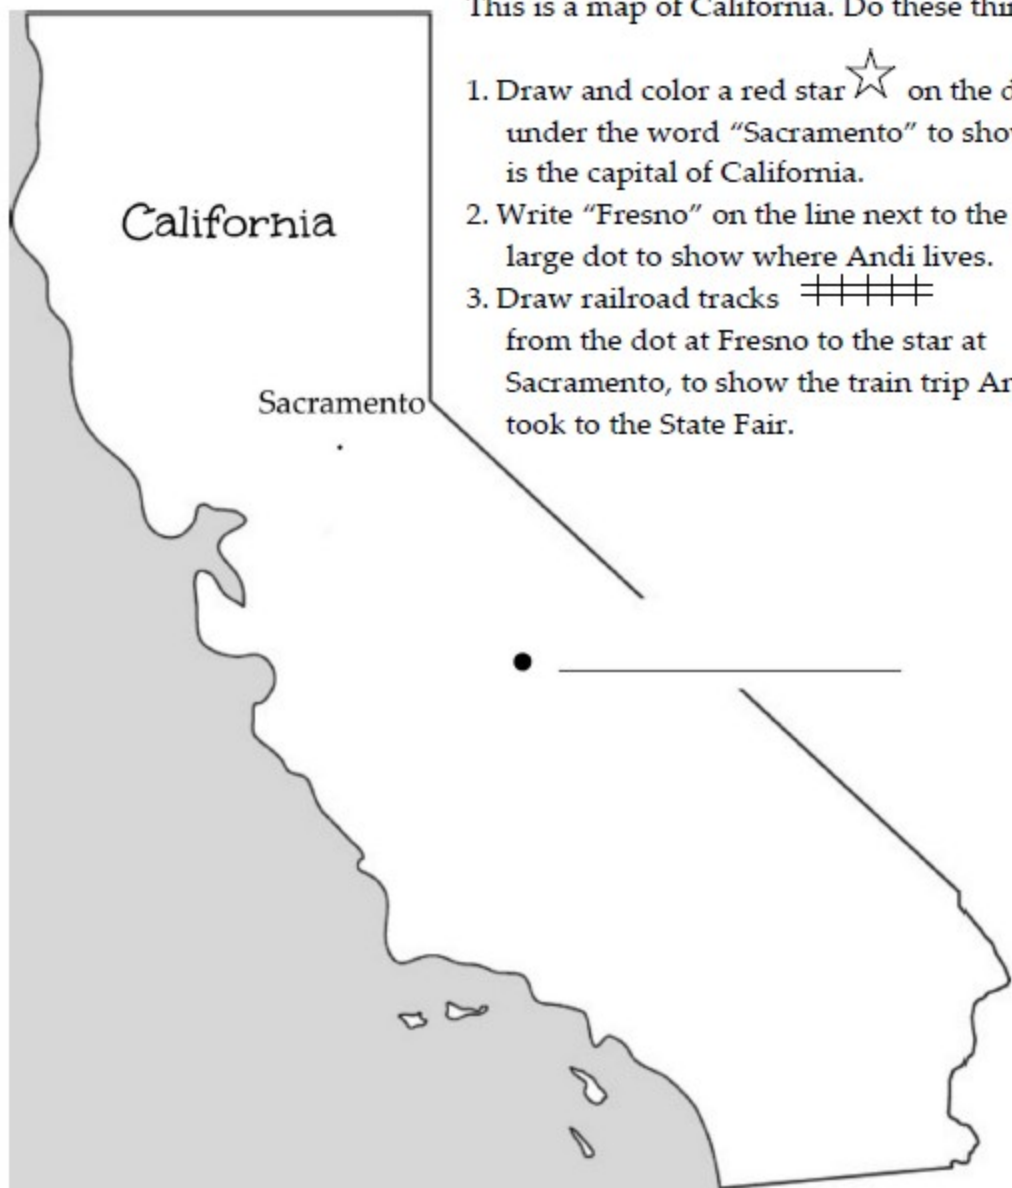 This is a map of California. Do these
1. Draw and color a red star on the
under the word “Sacramento” to
is the capital of California.
2. Write “Fresno” on the line next to the
large dot to show where Andi lives.
3. Draw railroad tracks
from the dot at Fresno to the star at
Sacramento, to show the train trip
took to the State Fair.
California
Sacramento